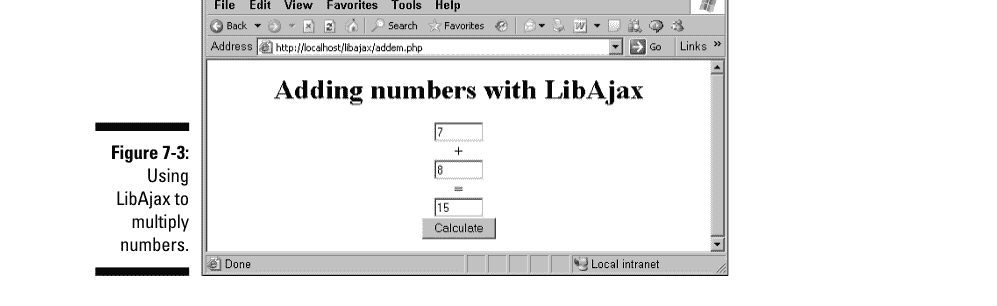 File Edit View Favorites Tools Help
Back Search Favorites
Address http://localhost/libajax/addem.php Go Links »
Adding numbers with LibAjax
7
+
8
=
15
Calculate
Done Local intranet
Figure 7-3:
Using
LibAjax to
multiply
numbers.